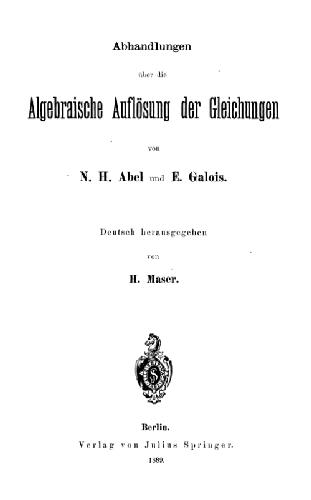 Abhandlungen
über die
Algebraische Auflösung der Gleichungen
von
N. H. Abel und E. Galois.
Deutsch herausgegeben
von
H. Maser.
Berlin.
Verlag von Julius Springer.
1889.